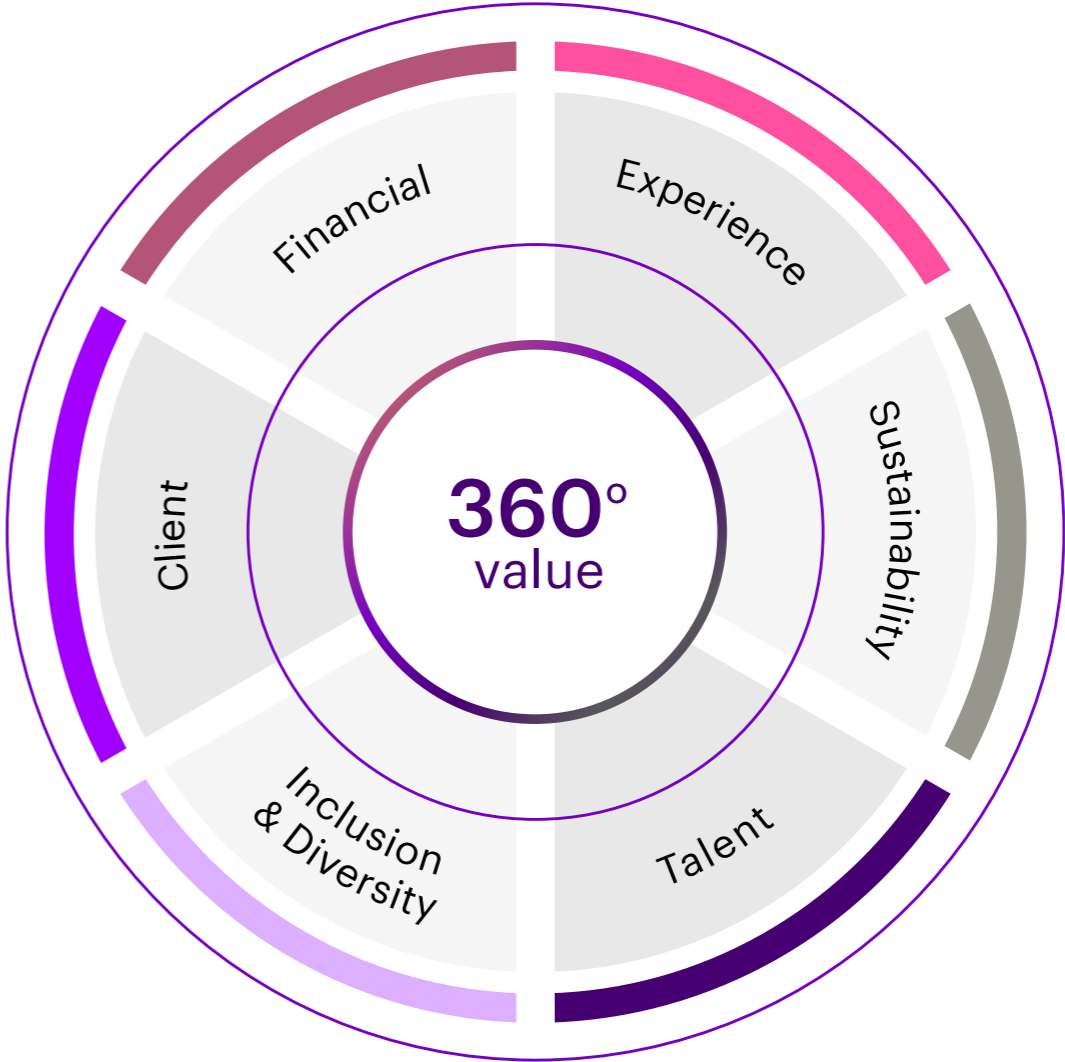 360°
value
Financial
Experience
Sustainability
Talent
Inclusion
& Diversity
Client